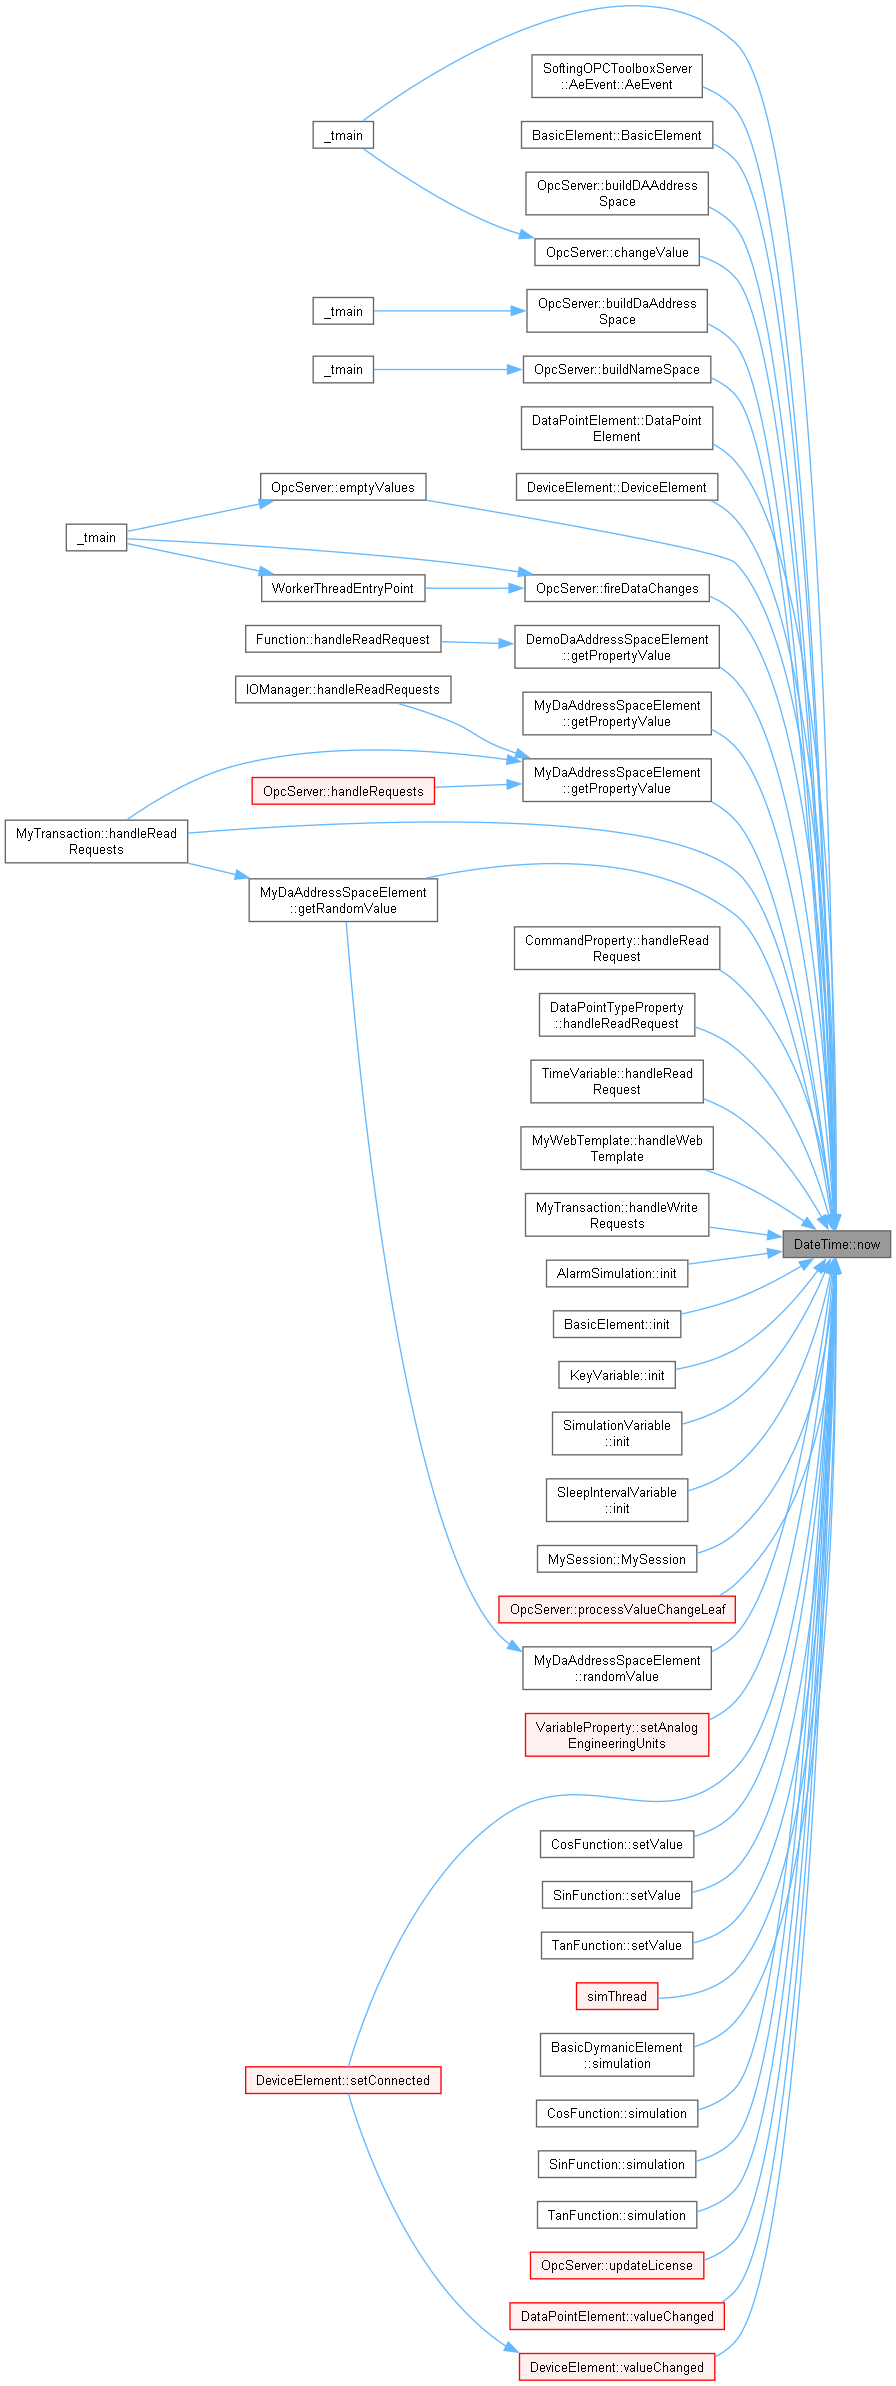 SoftingOPCToolboxServer
::AeEvent::AeEvent
_tmain
BasicElement::BasicElement
OpcServer::buildDAAddress
Space
OpcServer::changeValue
OpcServer::buildDaAddress
Space
_tmain
OpcServer::buildNameSpace
_tmain
DataPointElement::DataPoint
Element
OpcServer::emptyValues
DeviceElement::DeviceElement
_tmain
WorkerThreadEntryPoint
OpcServer::fireDataChanges
Function::handleReadRequest
DemoDaAddressSpaceElement
::getPropertyValue
IOManager::handleReadRequests
MyDaAddressSpaceElement
::getPropertyValue
MyDaAddressSpaceElement
::getPropertyValue
OpcServer::handleRequests
MyTransaction::handleRead
Requests
MyDaAddressSpaceElement
::getRandomValue
CommandProperty::handleRead
Request
DataPointTypeProperty
::handleReadRequest
TimeVariable::handleRead
Request
MyWebTemplate::handleWeb
Template
MyTransaction::handleWrite
Requests
DateTime::now
AlarmSimulation::init
BasicElement::init
KeyVariable::init
SimulationVariable
::init
SleepIntervalVariable
::init
MySession::MySession
OpcServer::processValueChangeLeaf
MyDaAddressSpaceElement
::randomValue
VariableProperty::setAnalog
EngineeringUnits
CosFunction::setValue
SinFunction::setValue
TanFunction::setValue
simThread
BasicDymanicElement
::simulation
DeviceElement::setConnected
CosFunction::simulation
SinFunction::simulation
TanFunction::simulation
OpcServer::updateLicense
DataPointElement::valueChanged
DeviceElement::valueChanged